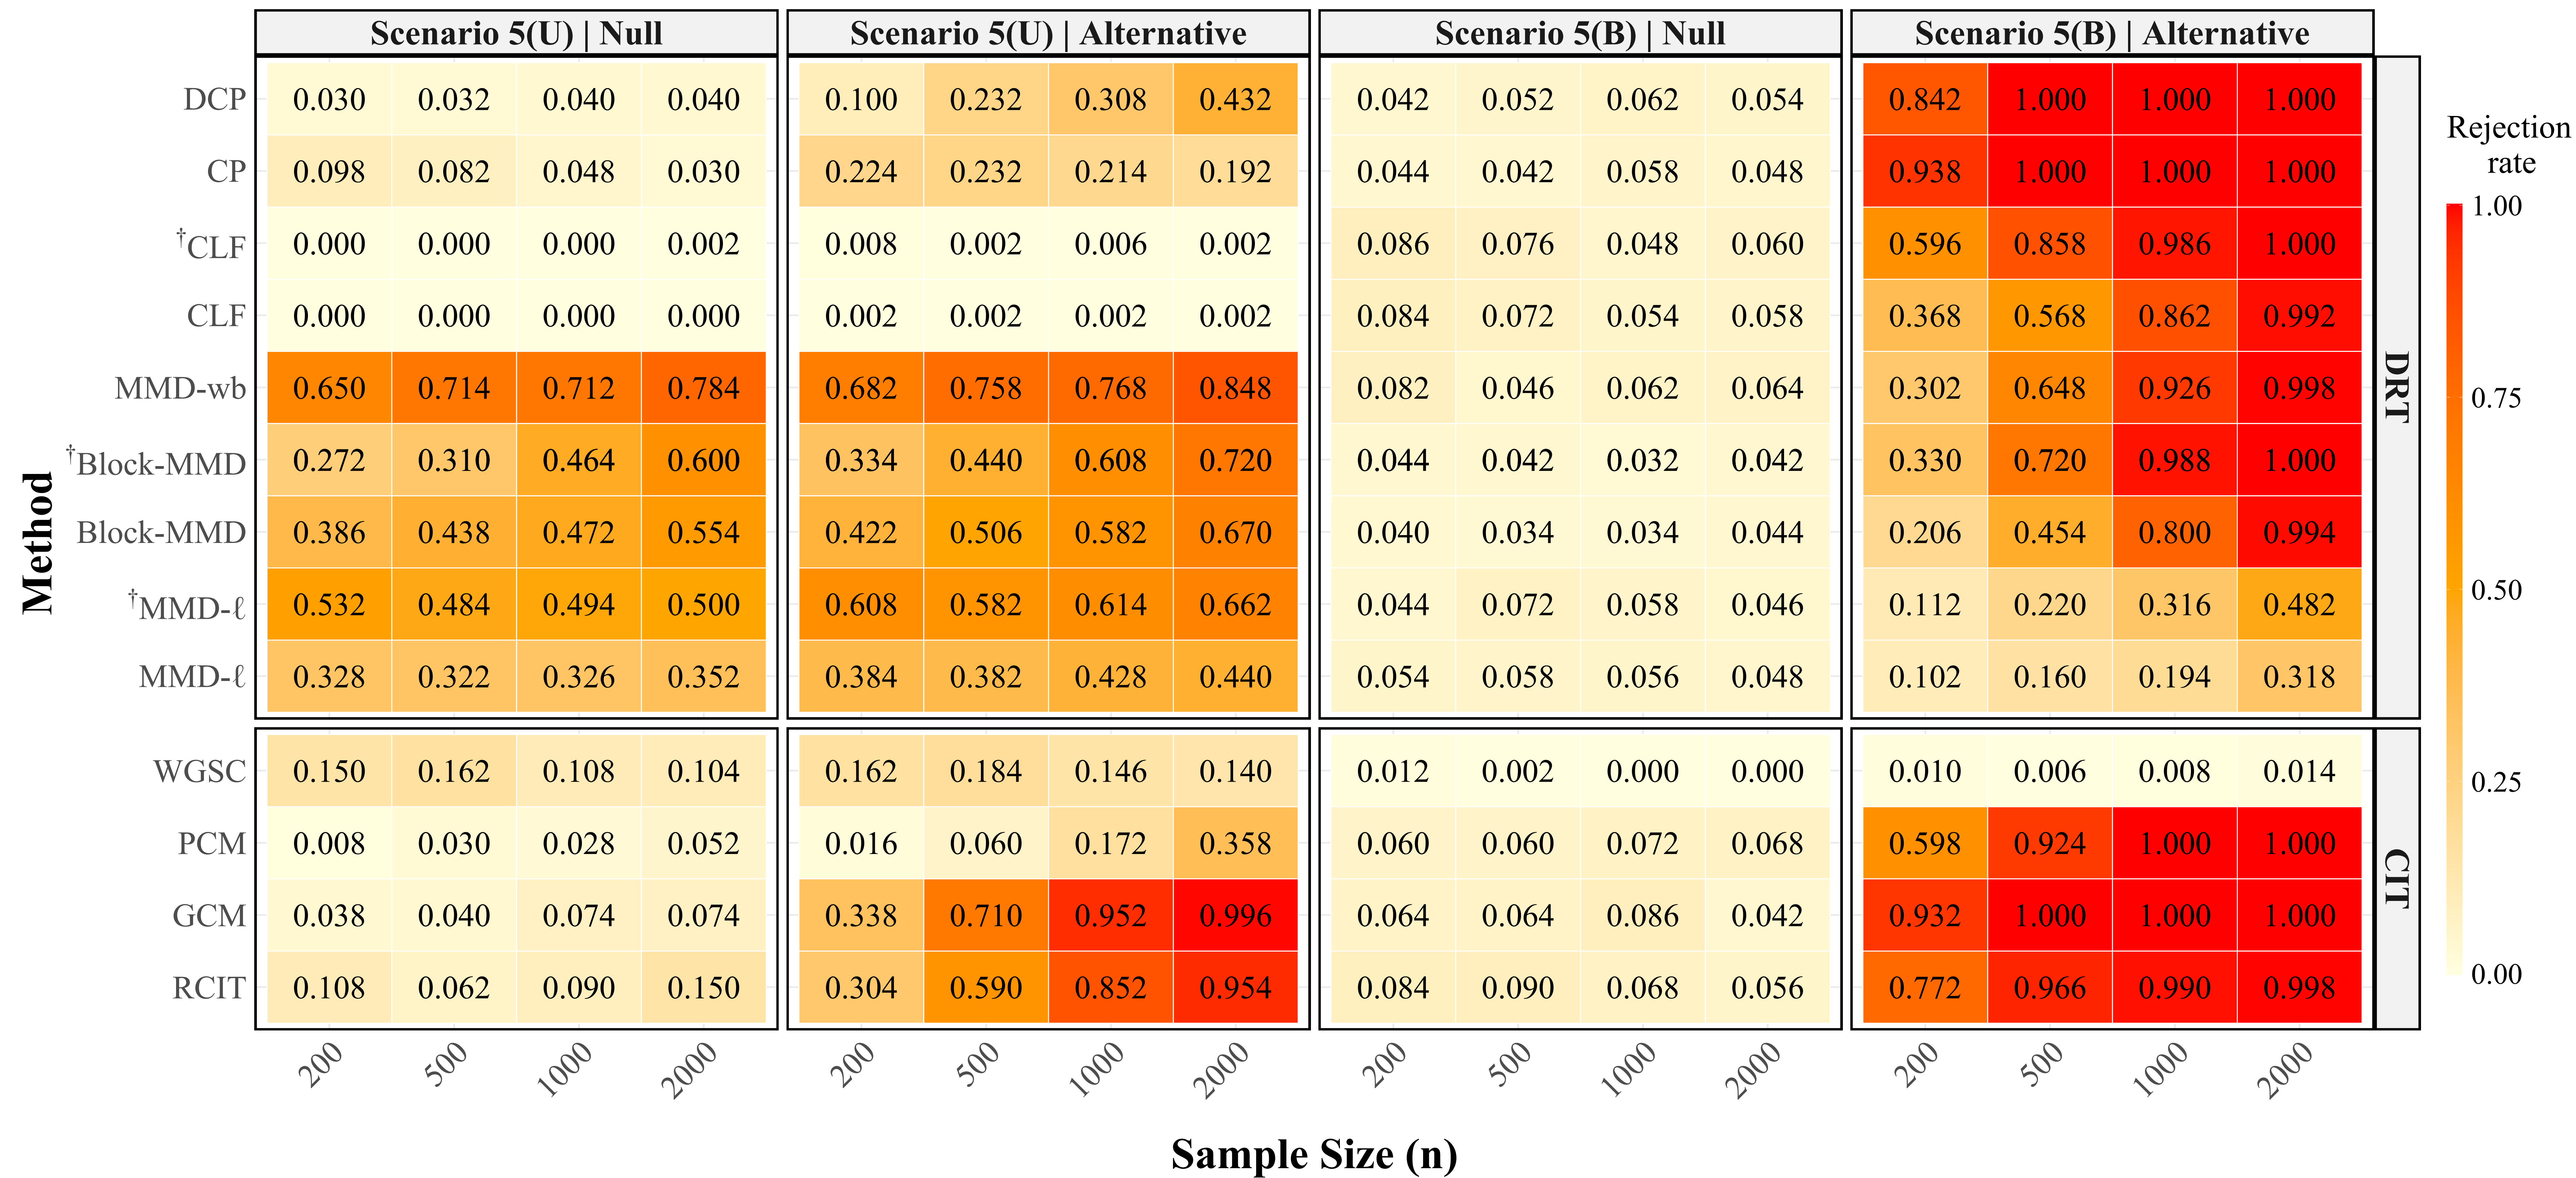 Scenario 5(U) | Null Scenario 5(U) | Alternative Scenario 5(B) | Null Scenario 5(B) | Alternative
DCP 0.030 0.032 0.040 0.040 0.100 0.232 0.308 0.432 0.042 0.052 0.062 0.054 0.842 1.000 1.000 1.000
CP 0.098 0.082 0.048 0.030 0.224 0.232 0.214 0.192 0.044 0.042 0.058 0.048 0.938 1.000 1.000 1.000
†CLF 0.000 0.000 0.000 0.002 0.008 0.002 0.006 0.002 0.086 0.076 0.048 0.060 0.596 0.858 0.986 1.000
CLF 0.000 0.000 0.000 0.000 0.002 0.002 0.002 0.002 0.084 0.072 0.054 0.058 0.368 0.568 0.862 0.992
MMD-wb 0.650 0.714 0.712 0.784 0.682 0.758 0.768 0.848 0.082 0.046 0.062 0.064 0.302 0.648 0.926 0.998
†Block-MMD 0.272 0.310 0.464 0.600 0.334 0.440 0.608 0.720 0.044 0.042 0.032 0.042 0.330 0.720 0.988 1.000
Block-MMD 0.386 0.438 0.472 0.554 0.422 0.506 0.582 0.670 0.040 0.034 0.034 0.044 0.206 0.454 0.800 0.994
†MMD-ℓ 0.532 0.484 0.494 0.500 0.608 0.582 0.614 0.662 0.044 0.072 0.058 0.046 0.112 0.220 0.316 0.482
MMD-ℓ 0.328 0.322 0.326 0.352 0.384 0.382 0.428 0.440 0.054 0.058 0.056 0.048 0.102 0.160 0.194 0.318
DRT
WGSC 0.150 0.162 0.108 0.104 0.162 0.184 0.146 0.140 0.012 0.002 0.000 0.000 0.010 0.006 0.008 0.014
PCM 0.008 0.030 0.028 0.052 0.016 0.060 0.172 0.358 0.060 0.060 0.072 0.068 0.598 0.924 1.000 1.000
GCM 0.038 0.040 0.074 0.074 0.338 0.710 0.952 0.996 0.064 0.064 0.086 0.042 0.932 1.000 1.000 1.000
RCIT 0.108 0.062 0.090 0.150 0.304 0.590 0.852 0.954 0.084 0.090 0.068 0.056 0.772 0.966 0.990 0.998
CIT
200 500 1000 2000 200 500 1000 2000 200 500 1000 2000 200 500 1000 2000
Sample Size (n)
Method
Rejection
rate
1.00
0.75
0.50
0.25
0.00